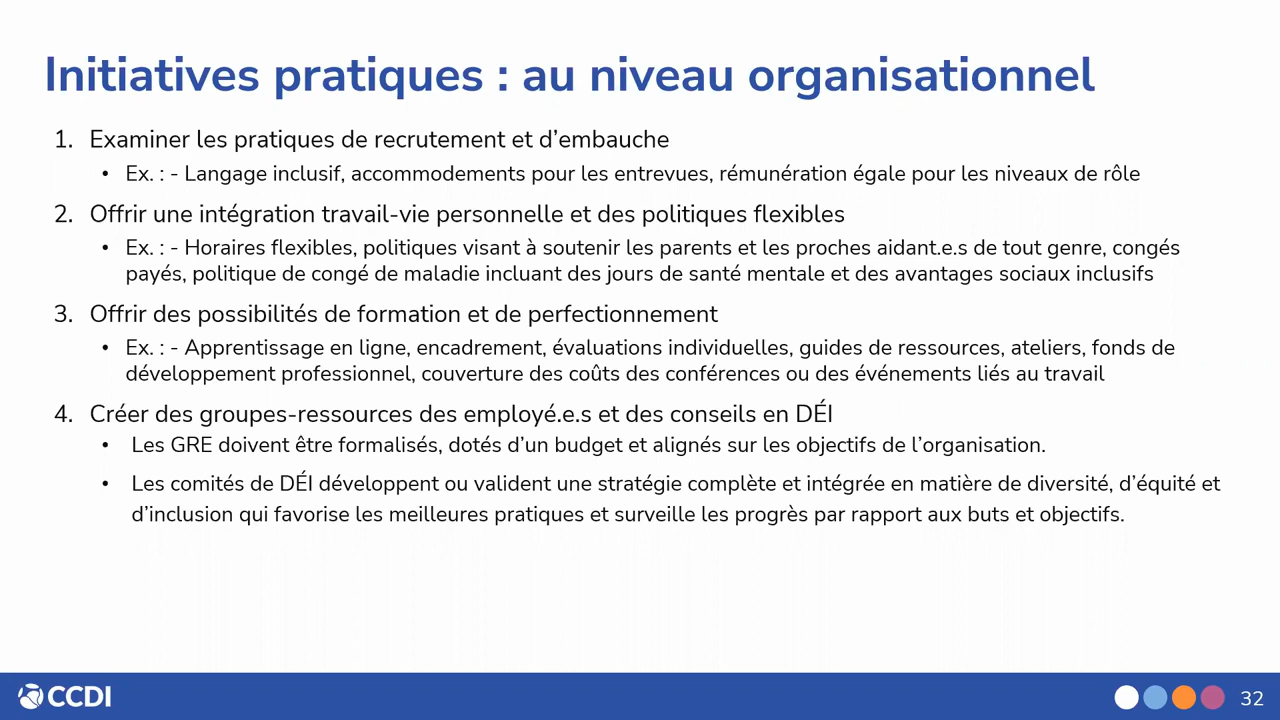 Initiatives pratiques : au niveau organisationnel
1. Examiner les pratiques de recrutement et d’embauche
• Ex. : - Langage inclusif, accommodements pour les entrevues, rémunération égale pour les niveaux de rôle
2. Offrir une intégration travail-vie personnelle et des politiques flexibles
• Ex. : - Horaires flexibles, politiques visant à soutenir les parents et les proches aidant.e.s de tout genre, congés
payés, politique de congé de maladie incluant des jours de santé mentale et des avantages sociaux inclusifs
3. Offrir des possibilités de formation et de perfectionnement
• Ex. : - Apprentissage en ligne, encadrement, évaluations individuelles, guides de ressources, ateliers, fonds de
développement professionnel, couverture des coûts des conférences ou des événements liés au travail
4. Créer des groupes-ressources des employé.e.s et des conseils en DÉI
• Les GRE doivent être formalisés, dotés d’un budget et alignés sur les objectifs de l’organisation.
• Les comités de DÉI développent ou valident une stratégie complète et intégrée en matière de diversité, d’équité et
d’inclusion qui favorise les meilleures pratiques et surveille les progrès par rapport aux buts et objectifs.
CCDI
32